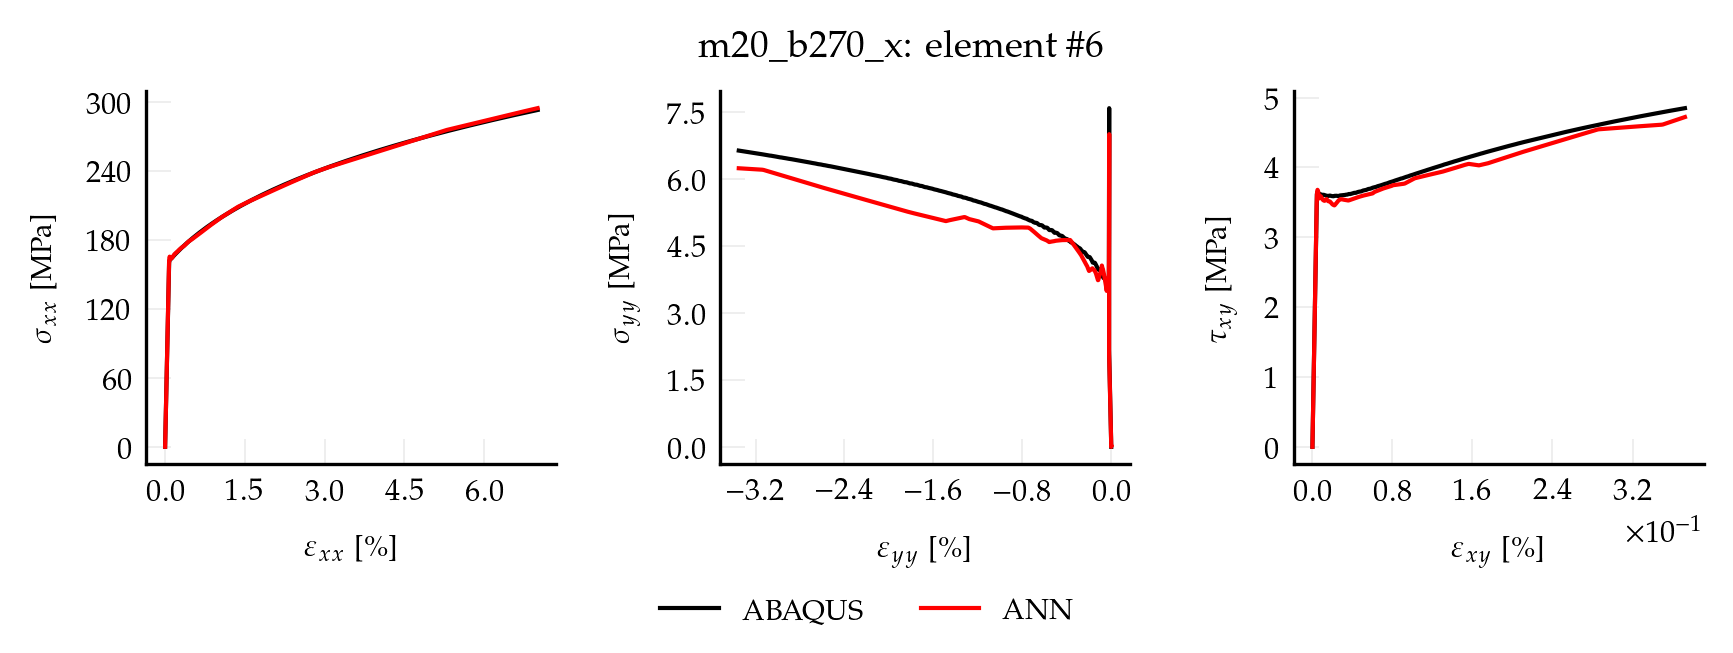 m20_b270_x: element #6
300
240
180
120
60
0
σxx [MPa]
0.0 1.5 3.0 4.5 6.0
εxx [%]
7.5
6.0
4.5
3.0
1.5
0.0
σyy [MPa]
−3.2 −2.4 −1.6 −0.8 0.0
εyy [%]
5
4
3
2
1
0
τxy [MPa]
0.0 0.8 1.6 2.4 3.2
×10⁻¹
εxy [%]
ABAQUS ANN